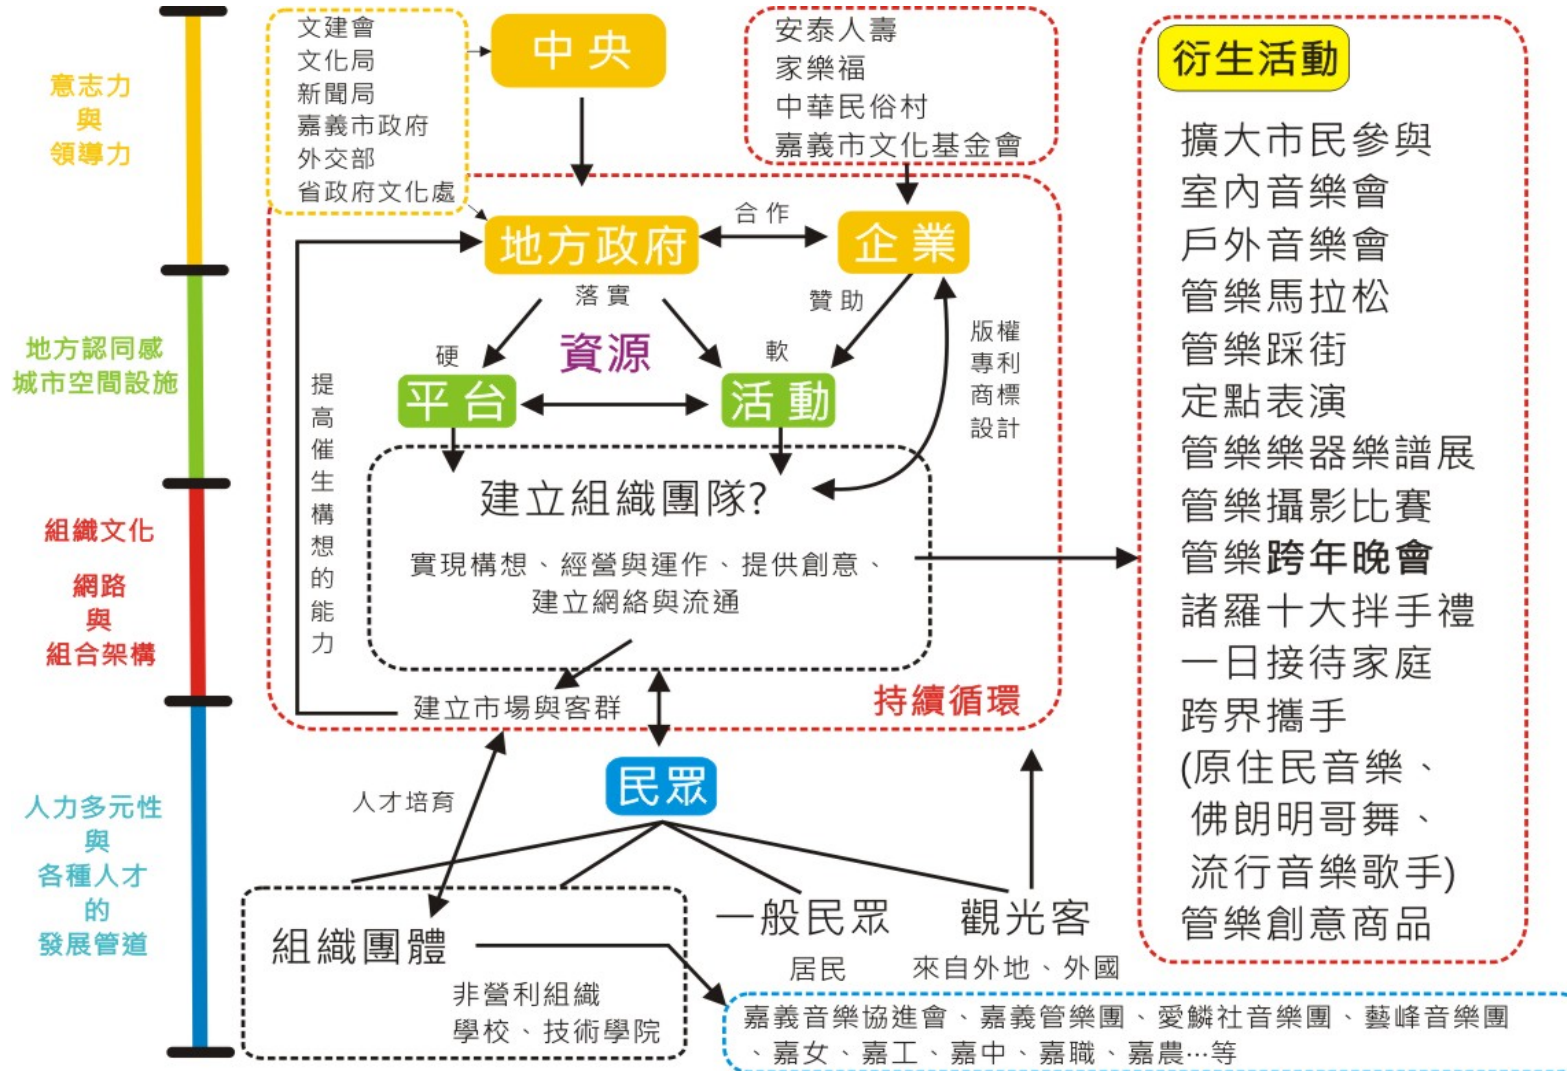 意志力
與
領導力
地方認同感
城市空間設施
組織文化
網路
與
組合架構
人力多元性
與
各種人才
的
發展管道
文建會
文化局
新聞局
嘉義市政府
外交部
省政府文化處
中央
安泰人壽
家樂福
中華民俗村
嘉義市文化基金會
地方政府
合作
企業
落實
贊助
資源
硬
軟
平台
活動
版權
專利
商標
設計
提高催生構想的能力
建立組織團隊?
實現構想、經營與運作、提供創意、
建立網絡與流通
建立市場與客群
持續循環
人才培育
民眾
組織團體
非營利組織
學校、技術學院
一般民眾
居民
觀光客
來自外地、外國
嘉義音樂協進會、嘉義管樂團、愛鱗社音樂團、藝峰音樂團
、嘉女、嘉工、嘉中、嘉職、嘉農…等
衍生活動
擴大市民參與
室內音樂會
戶外音樂會
管樂馬拉松
管樂踩街
定點表演
管樂樂器樂譜展
管樂攝影比賽
管樂跨年晚會
諸羅十大拌手禮
一日接待家庭
跨界攜手
(原住民音樂、
佛朗明哥舞、
流行音樂歌手)
管樂創意商品